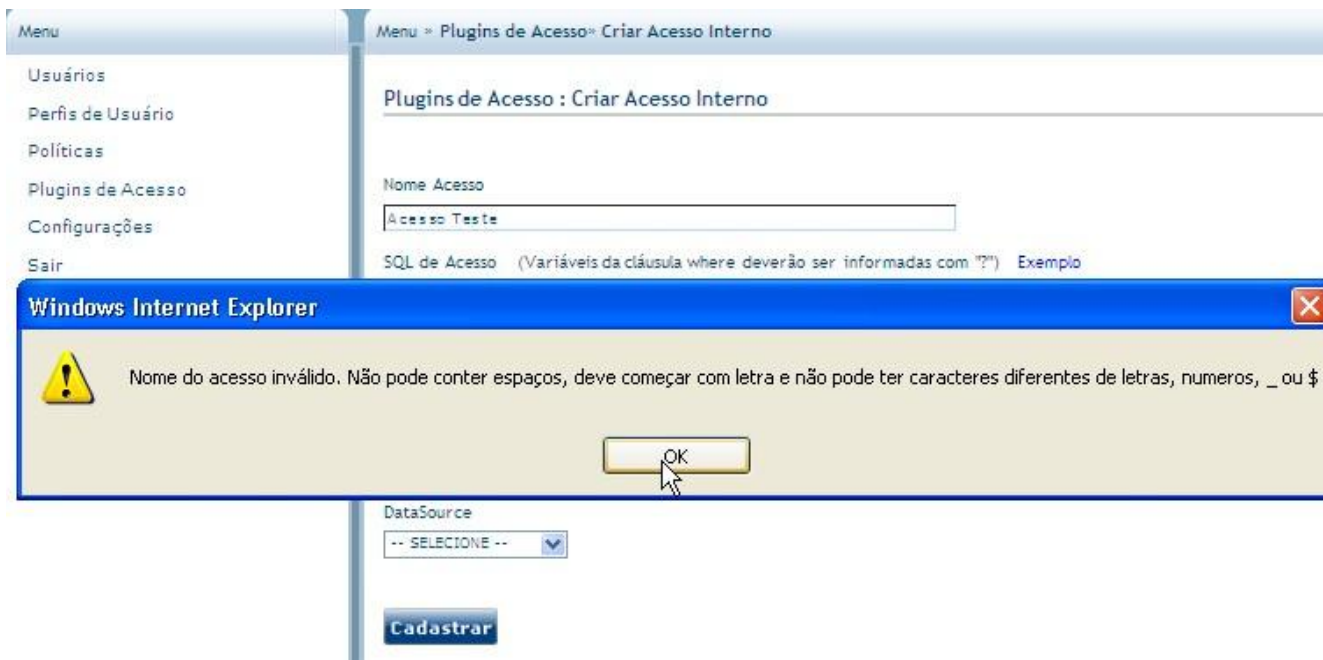 Menu
Menu » Plugins de Acesso» Criar Acesso Interno
Usuários
Perfis de Usuário
Políticas
Plugins de Acesso
Configurações
Sair
Plugins de Acesso : Criar Acesso Interno
Nome Acesso
Acesso Teste
SQL de Acesso (Variáveis da cláusula where deverão ser informadas com "?") Exemplo
Windows Internet Explorer
Nome do acesso inválido. Não pode conter espaços, deve começar com letra e não pode ter caracteres diferentes de letras, numeros, _ ou $
OK
DataSource
-- SELECIONE --
Cadastrar